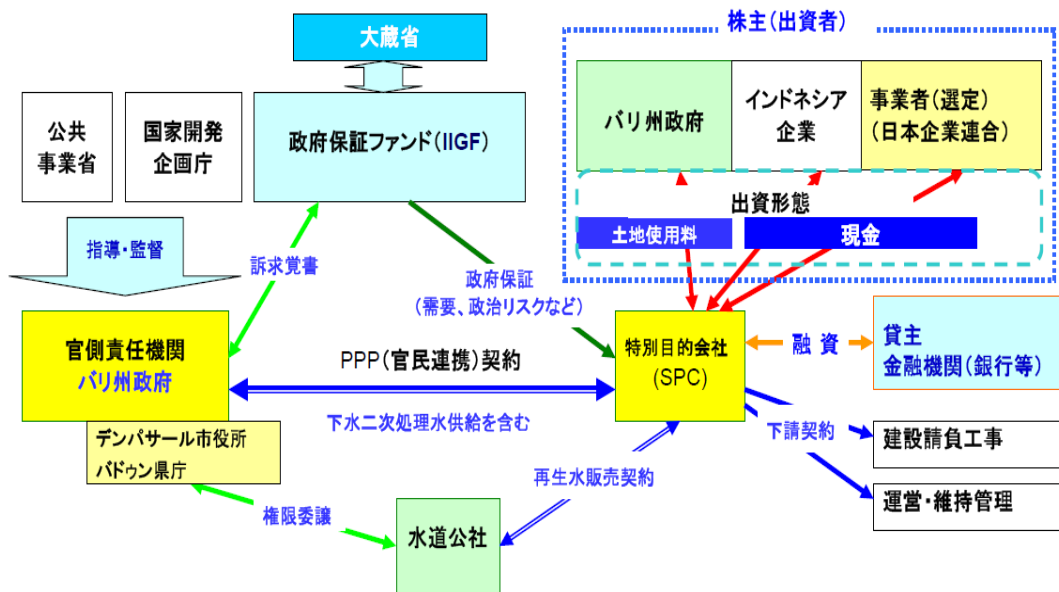 大蔵省
株主(出資者)
公共
事業省
国家開発
企画庁
政府保証ファンド(IIGF)
バリ州政府
インドネシア
企業
事業者(選定)
(日本企業連合)
出資形態
土地使用料
現金
指導・監督
訴求覚書
政府保証
(需要、政治リスクなど)
官側責任機関
バリ州政府
PPP(官民連携)契約
下水二次処理水供給を含む
特別目的会社
(SPC)
融資
貸主
金融機関(銀行等)
デンパサール市役所
バドゥン県庁
下請契約
建設請負工事
運営・維持管理
再生水販売契約
権限委譲
水道公社